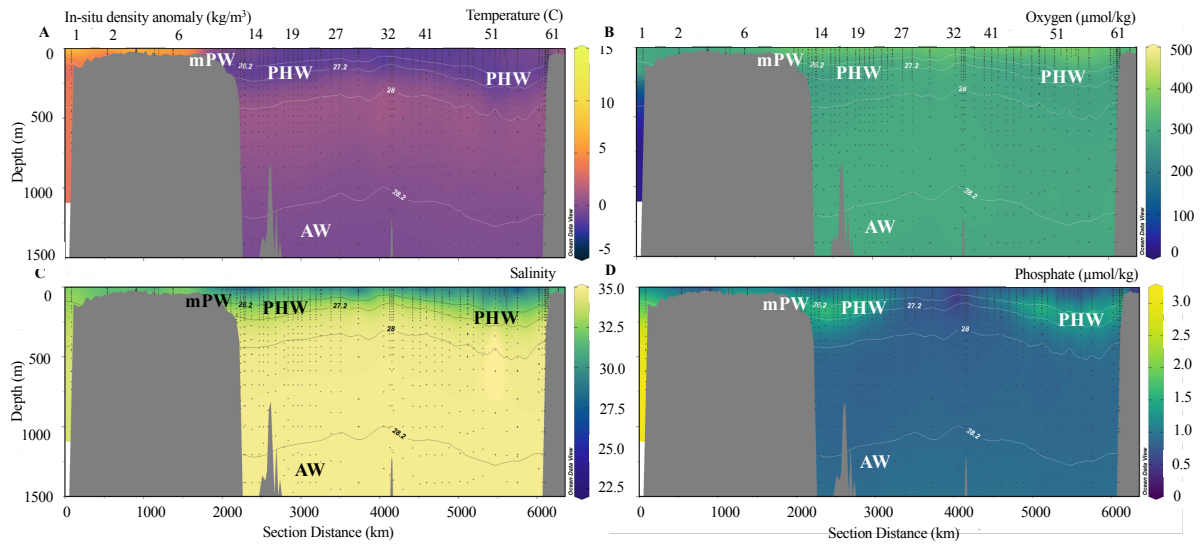 In-situ density anomaly (kg/m³) Temperature (C)
A 1 2 6 14 19 27 32 41 51 61
0 500 1000 1500
Depth (m)
mPW PHW PHW AW
26.2 27.2 28 28.2
Ocean Data View
15 10 5 0 -5
Oxygen (μmol/kg)
B 1 2 6 14 19 27 32 41 51 61
mPW PHW PHW AW
26.2 27.2 28 28.2
Ocean Data View
500 400 300 200 100 0
C Salinity
0 500 1000 1500
Depth (m)
mPW PHW PHW AW
26.2 27.2 28 28.2
Ocean Data View
35.0 32.5 30.0 27.5 25.0 22.5
0 1000 2000 3000 4000 5000 6000
Section Distance (km)
D Phosphate (μmol/kg)
mPW PHW PHW AW
26.2 27.2 28 28.2
Ocean Data View
3.0 2.5 2.0 1.5 1.0 0.5 0
0 1000 2000 3000 4000 5000 6000
Section Distance (km)